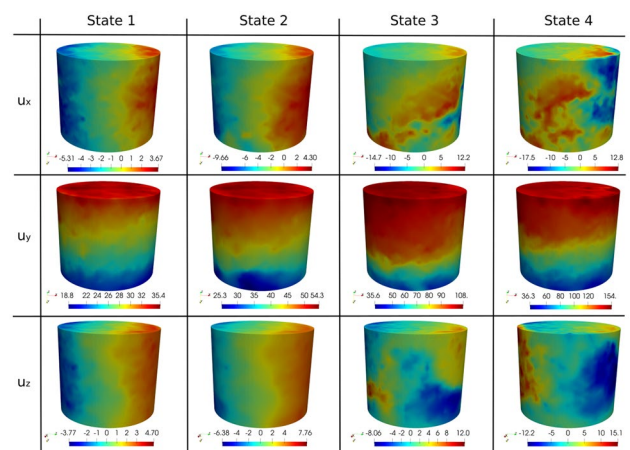 State 1 State 2 State 3 State 4
ux
-5.31 -4 -3 -2 -1 0 1 2 3.67
-9.66 -6 -4 -2 0 2 4.30
-14.7 -10 -5 0 5 12.2
-17.5 -10 -5 0 5 12.8
uy
18.8 22 24 26 28 30 32 35.4
25.3 35 40 45 50 54.3
35.6 50 60 70 80 90 108.
36.3 60 80 100 120 154.
uz
-3.77 -2 -1 0 1 2 3 4.70
-6.38 -4 -2 0 2 4 7.76
-8.06 -4 -2 0 2 4 6 8 12.0
-12.2 -5 0 5 10 15.1